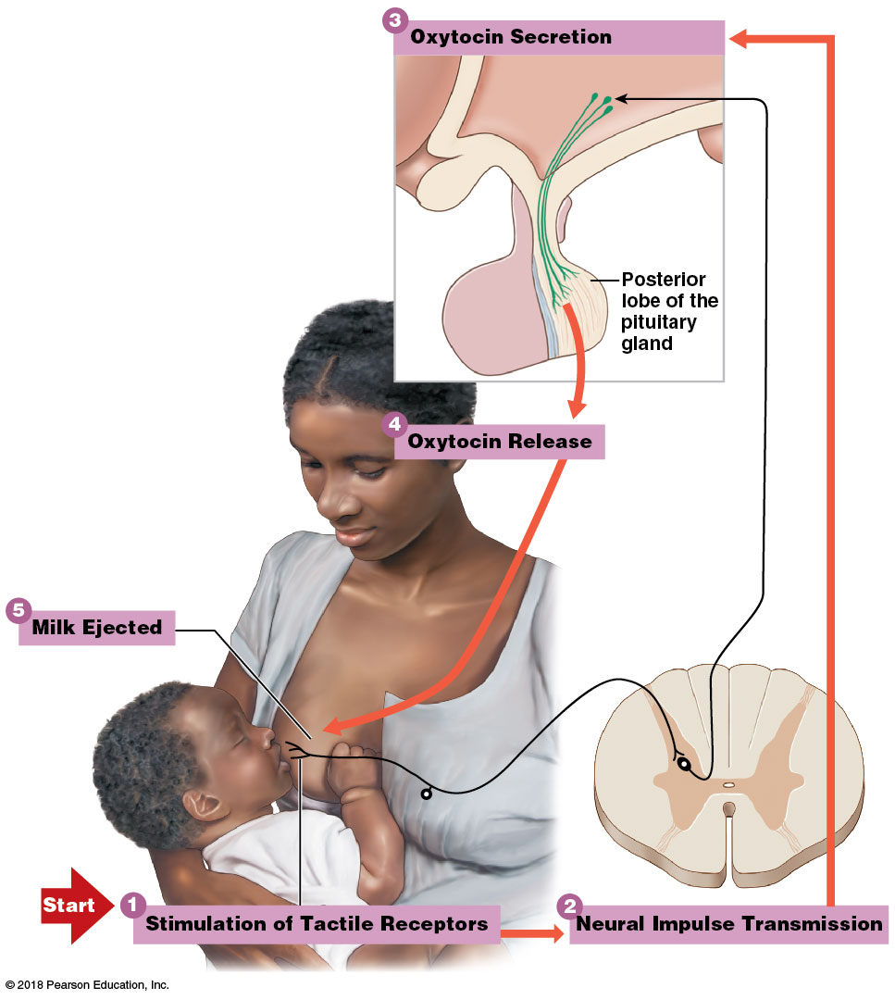 3
Oxytocin Secretion
Posterior
lobe of the
pituitary
gland
4
Oxytocin Release
5
Milk Ejected
Start
1
Stimulation of Tactile Receptors
2
Neural Impulse Transmission
© 2018 Pearson Education, Inc.